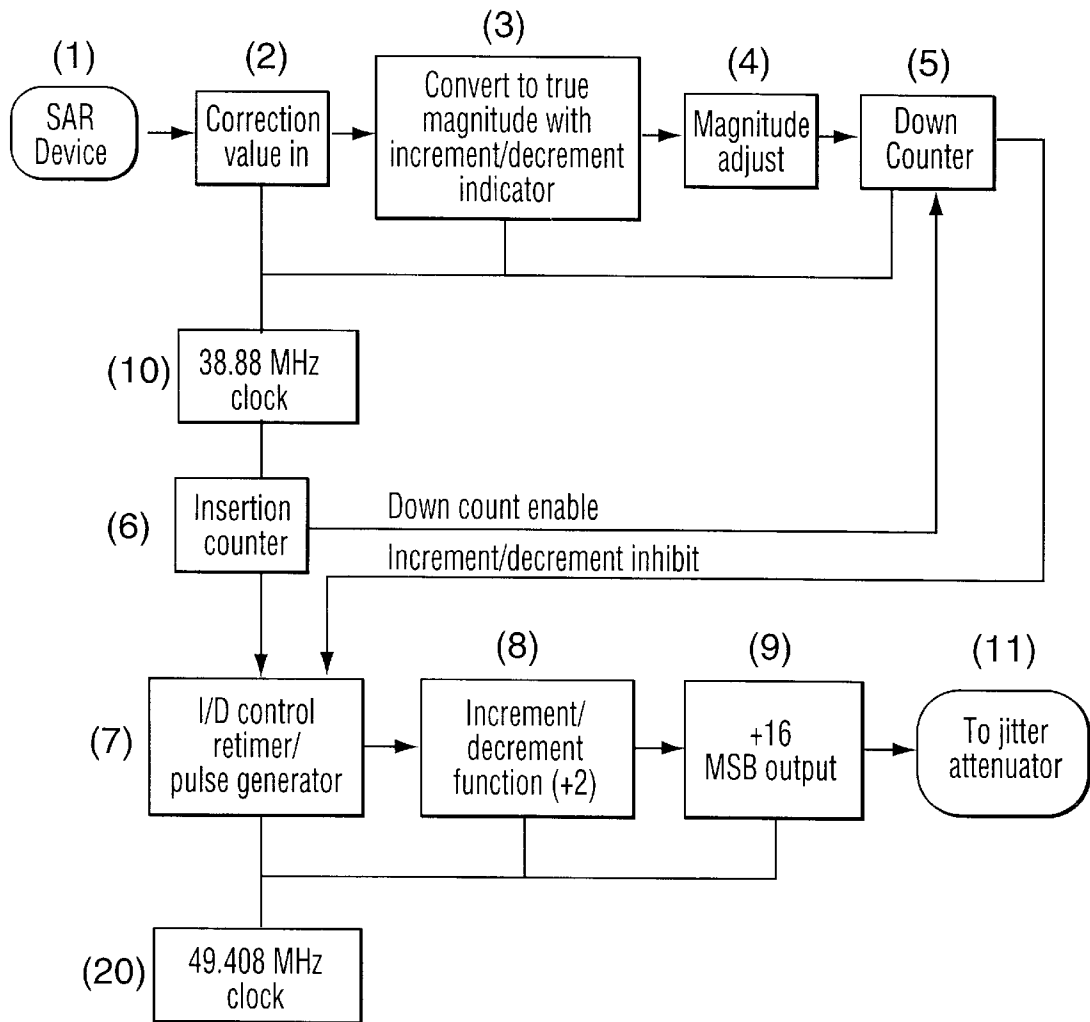 (1)
(2)
(3)
(4)
(5)
SAR
Device
Correction
value in
Convert to true
magnitude with
increment/decrement
indicator
Magnitude
adjust
Down
Counter
(10)
38.88 MHz
clock
(6)
Insertion
counter
Down count enable
Increment/decrement inhibit
(7)
I/D control
retimer/
pulse generator
(8)
Increment/
decrement
function (+2)
(9)
+16
MSB output
(11)
To jitter
attenuator
(20)
49.408 MHz
clock